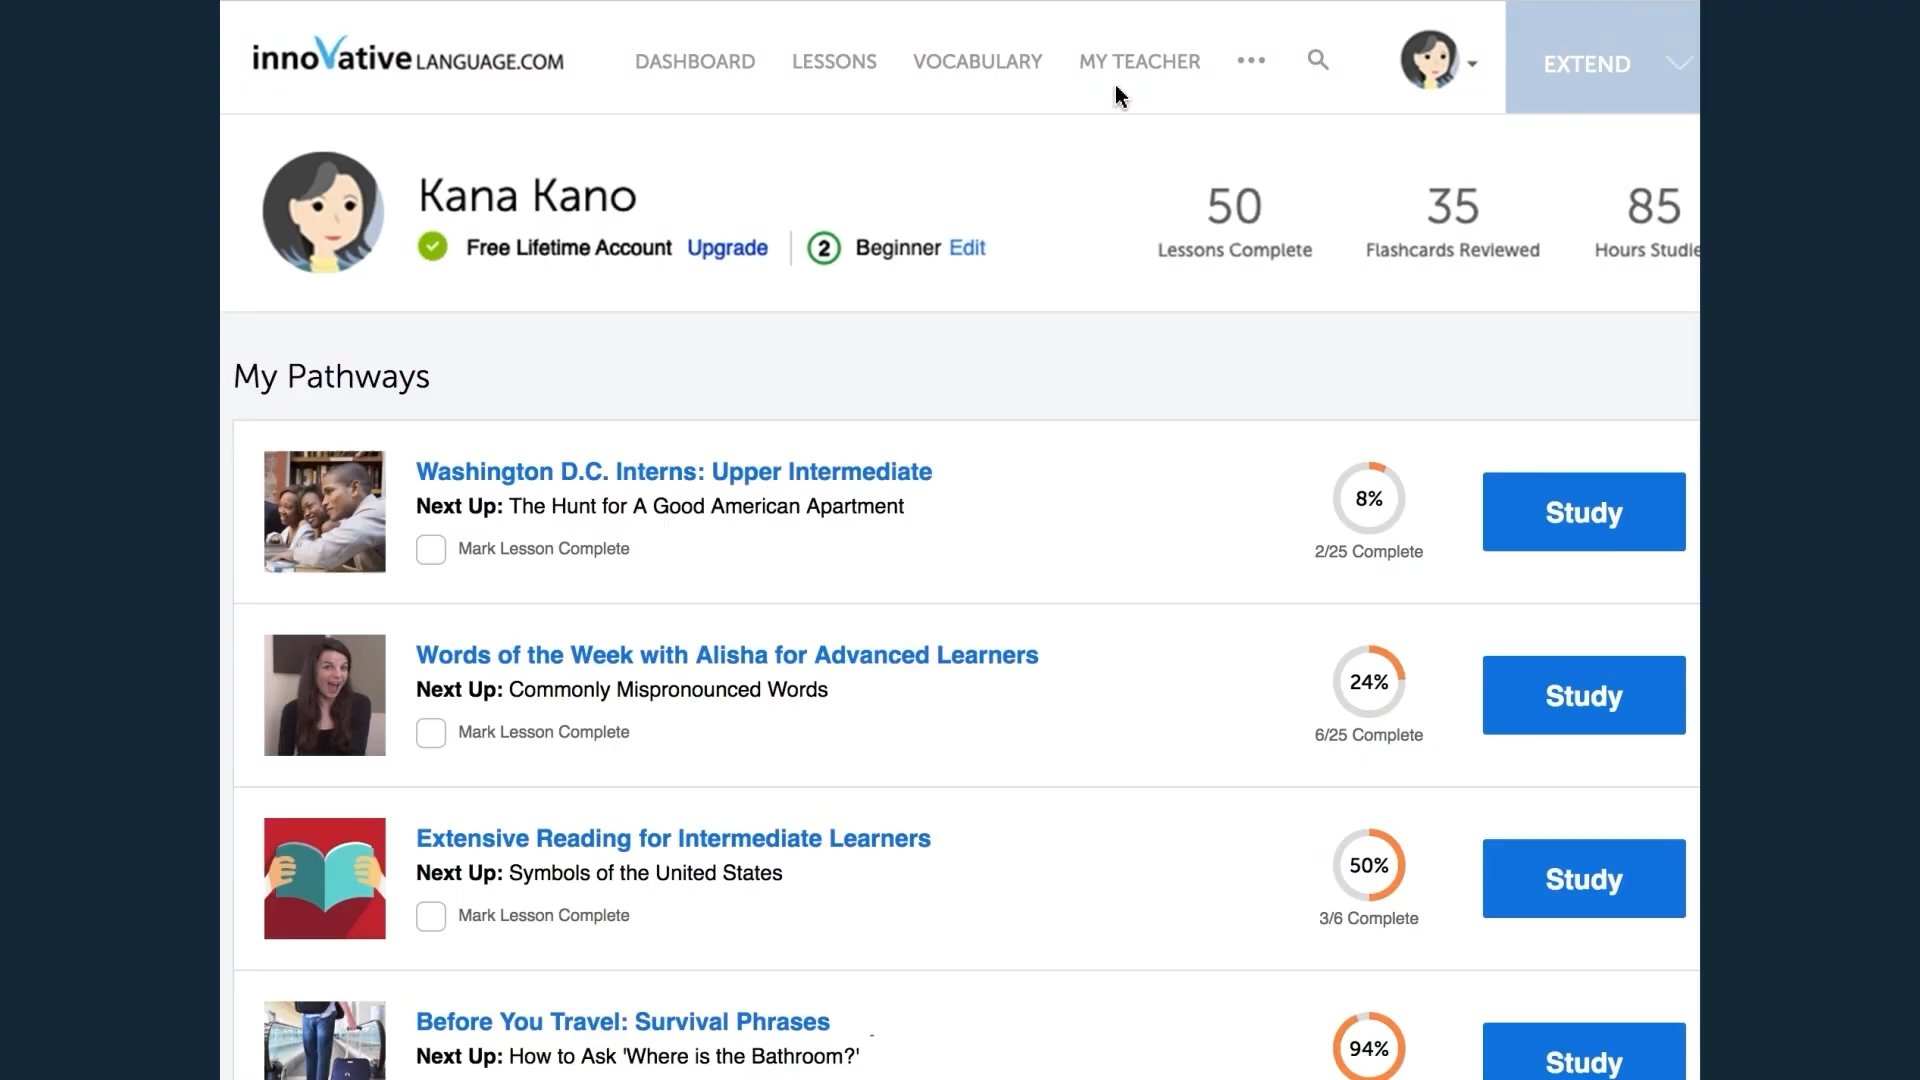 innovative LANGUAGE.COM DASHBOARD LESSONS VOCABULARY MY TEACHER EXTEND
Kana Kano
Free Lifetime Account Upgrade 2 Beginner Edit
50 35 85
Lessons Complete Flashcards Reviewed Hours Studie
My Pathways
Washington D.C. Interns: Upper Intermediate
Next Up: The Hunt for A Good American Apartment
Mark Lesson Complete
8%
2/25 Complete
Study
Words of the Week with Alisha for Advanced Learners
Next Up: Commonly Mispronounced Words
Mark Lesson Complete
24%
6/25 Complete
Study
Extensive Reading for Intermediate Learners
Next Up: Symbols of the United States
Mark Lesson Complete
50%
3/6 Complete
Study
Before You Travel: Survival Phrases
Next Up: How to Ask 'Where is the Bathroom?'
94%
Study